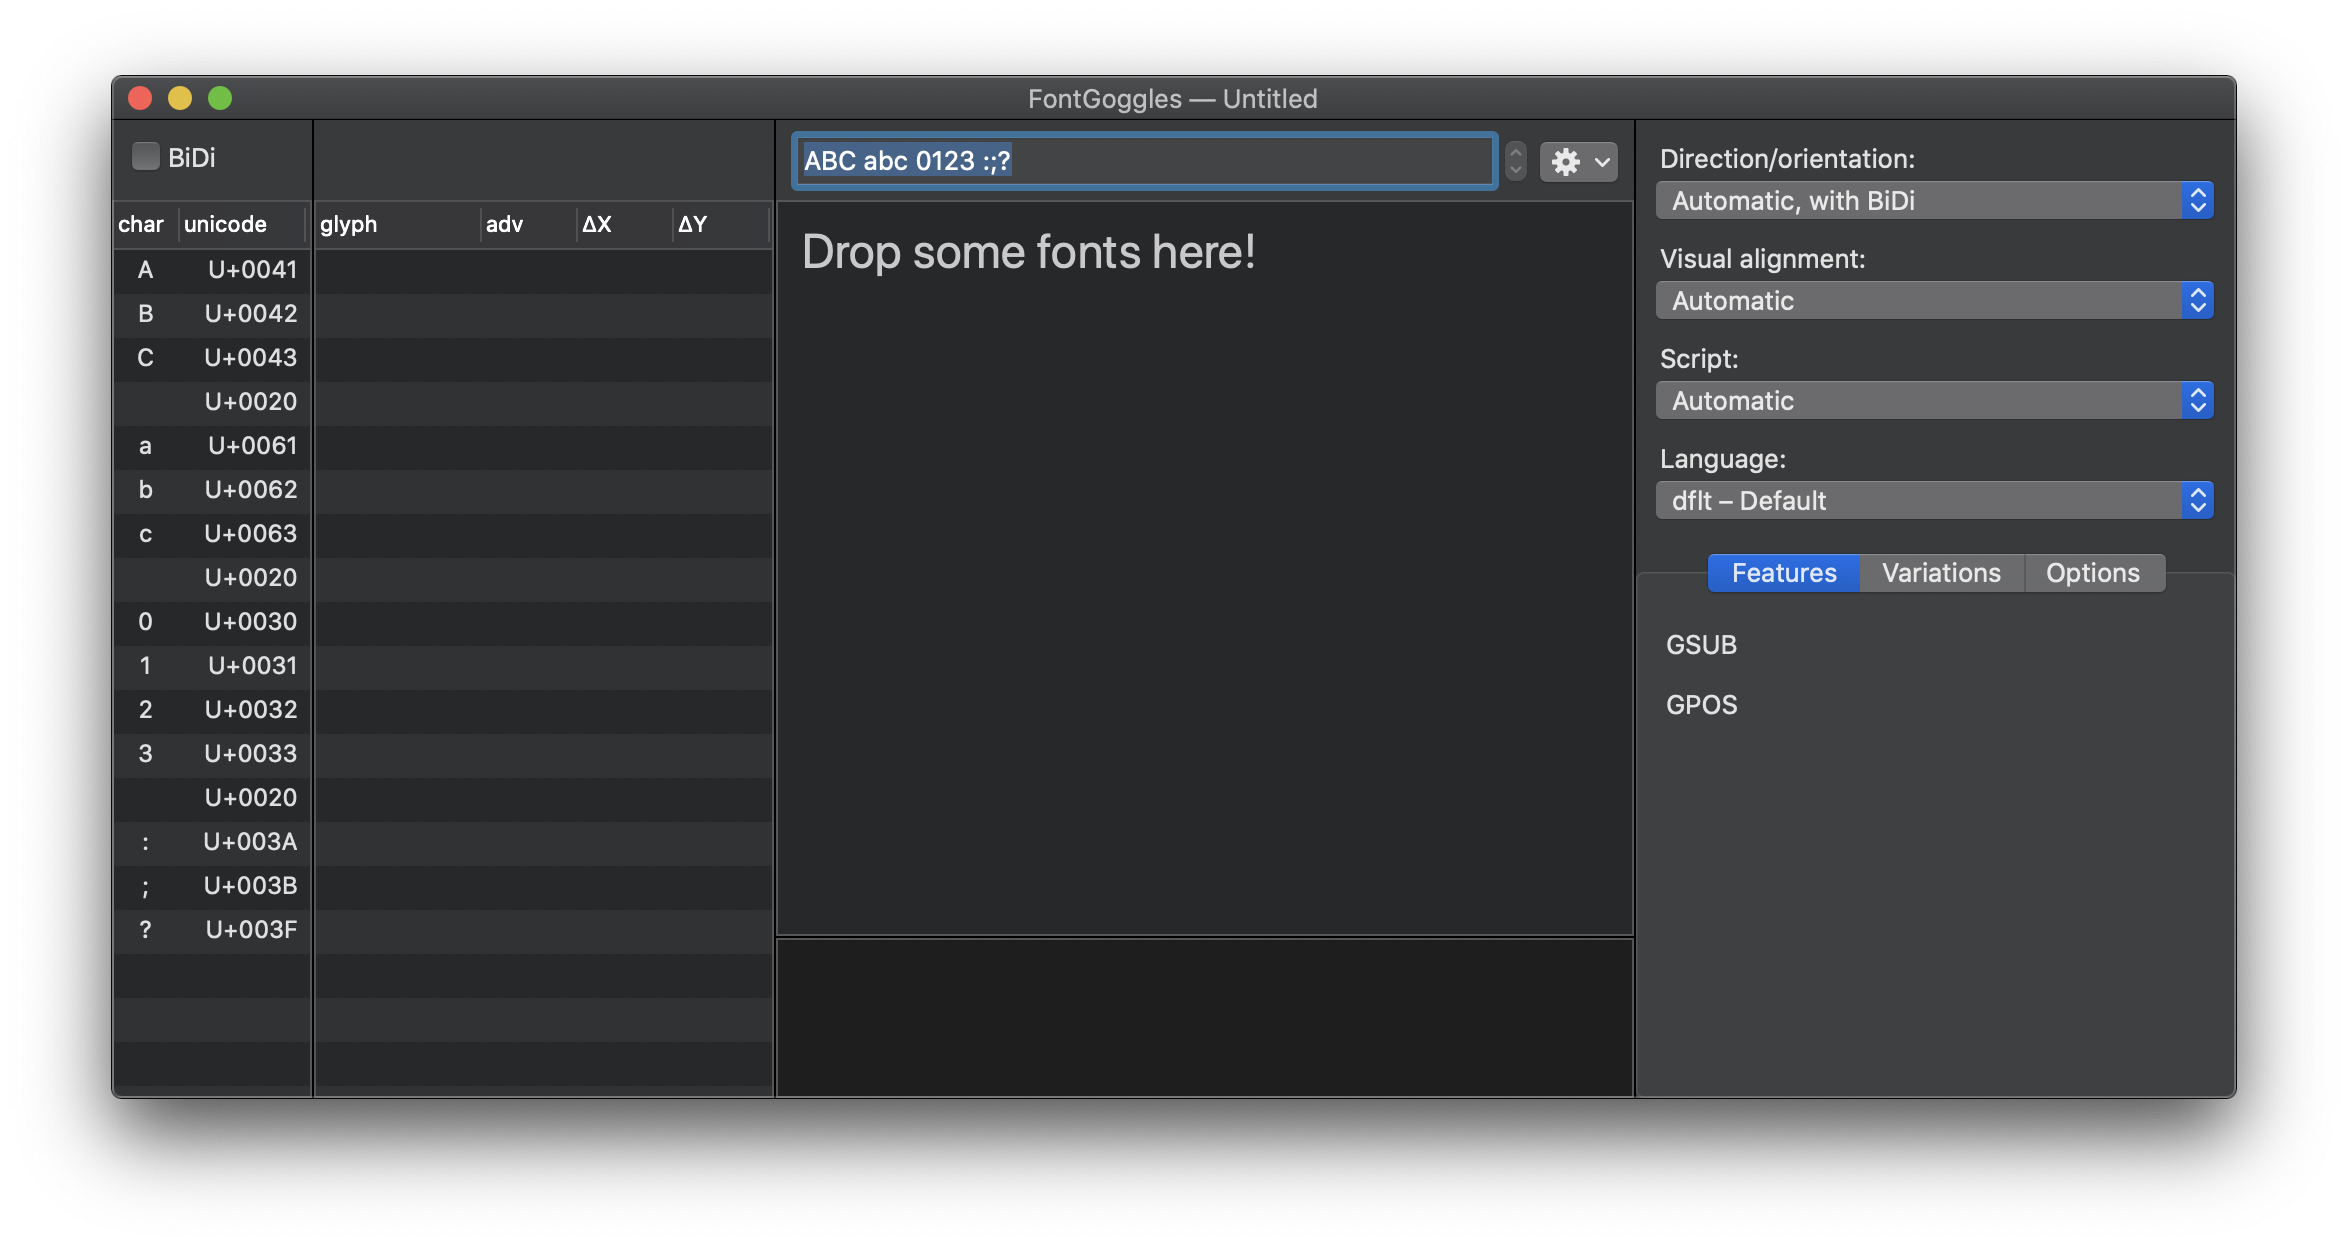 FontGoggles — Untitled
BiDi
char unicode
A U+0041
B U+0042
C U+0043
U+0020
a U+0061
b U+0062
c U+0063
U+0020
0 U+0030
1 U+0031
2 U+0032
3 U+0033
U+0020
: U+003A
; U+003B
? U+003F
glyph adv ΔX ΔY
ABC abc 0123 :;?
Drop some fonts here!
Direction/orientation:
Automatic, with BiDi
Visual alignment:
Automatic
Script:
Automatic
Language:
dflt – Default
Features Variations Options
GSUB
GPOS